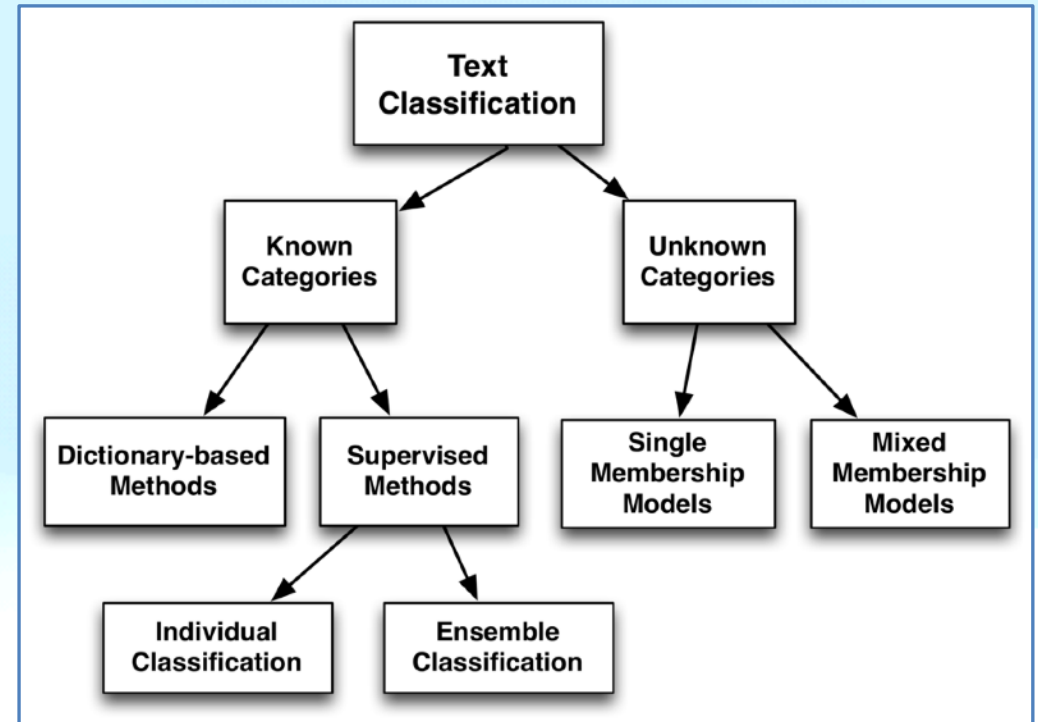 Text
Classification
Known
Categories
Unknown
Categories
Dictionary-based
Methods
Supervised
Methods
Single
Membership
Models
Mixed
Membership
Models
Individual
Classification
Ensemble
Classification